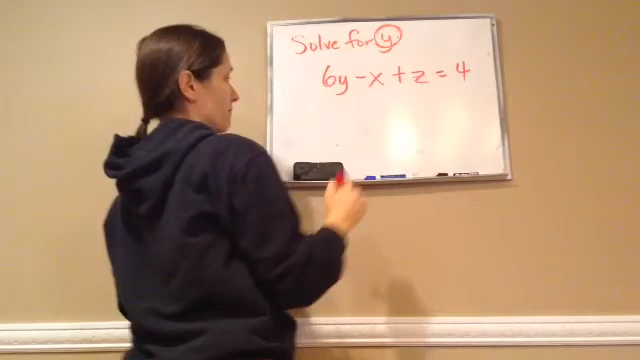 Solve for y.
6y - x + z = 4